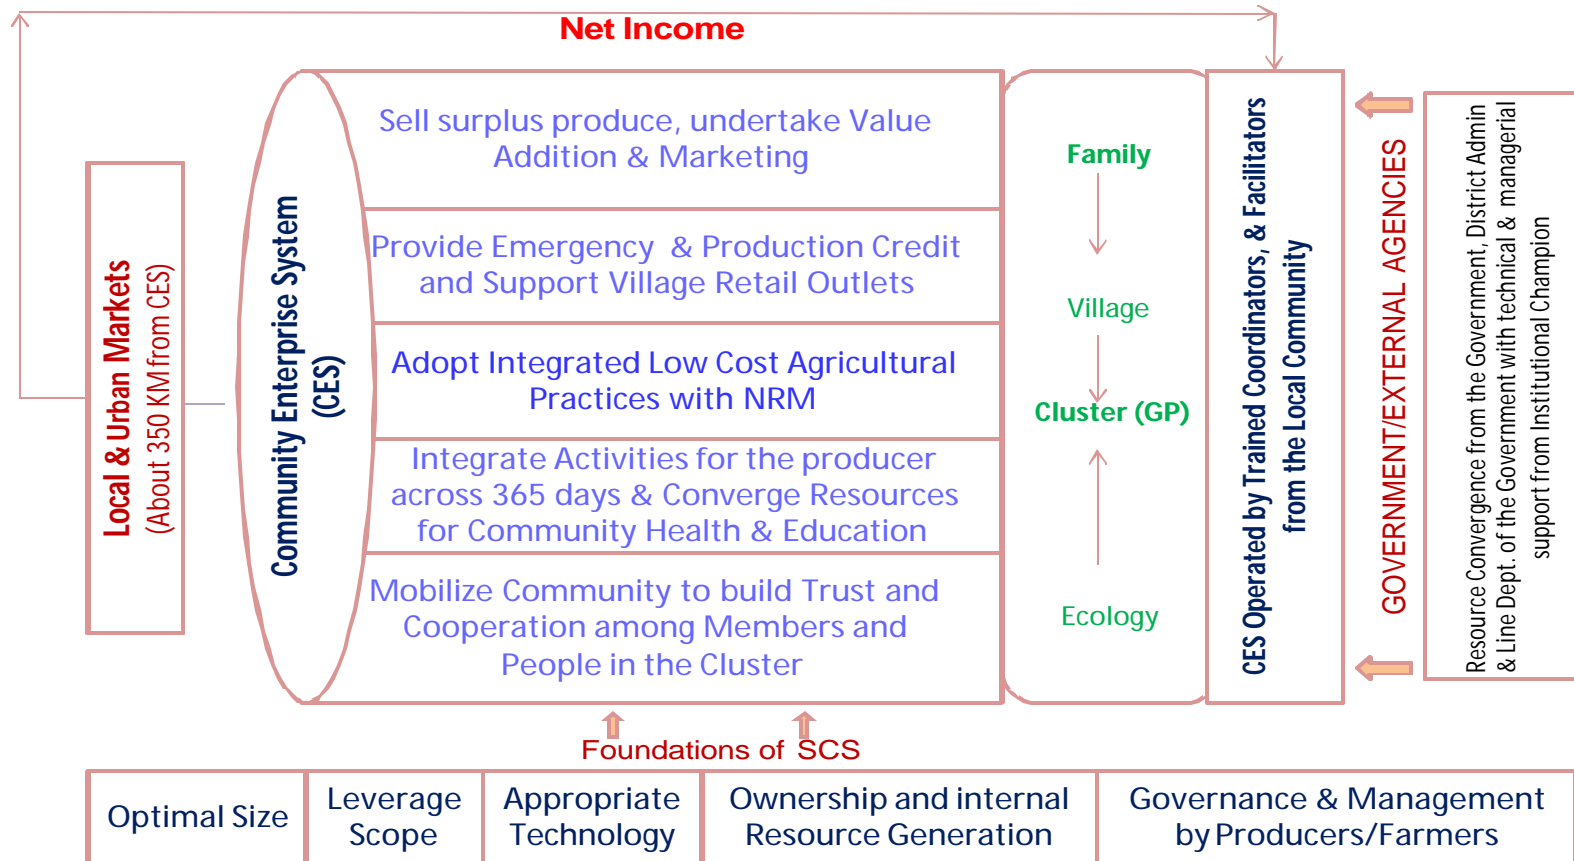 Net Income
Local & Urban Markets
(About 350 KM from CES)
Community Enterprise System
(CES)
Sell surplus produce, undertake Value
Addition & Marketing
Provide Emergency & Production Credit
and Support Village Retail Outlets
Adopt Integrated Low Cost Agricultural
Practices with NRM
Integrate Activities for the producer
across 365 days & Converge Resources
for Community Health & Education
Mobilize Community to build Trust and
Cooperation among Members and
People in the Cluster
Family
Village
Cluster (GP)
Ecology
CES Operated by Trained Coordinators, & Facilitators
from the Local Community
GOVERNMENT/EXTERNAL AGENCIES
Resource Convergence from the Government, District Admin
& Line Dept. of the Government with technical & managerial
support from Institutional Champion
Foundations of SCS
Optimal Size
Leverage
Scope
Appropriate
Technology
Ownership and internal
Resource Generation
Governance & Management
by Producers/Farmers